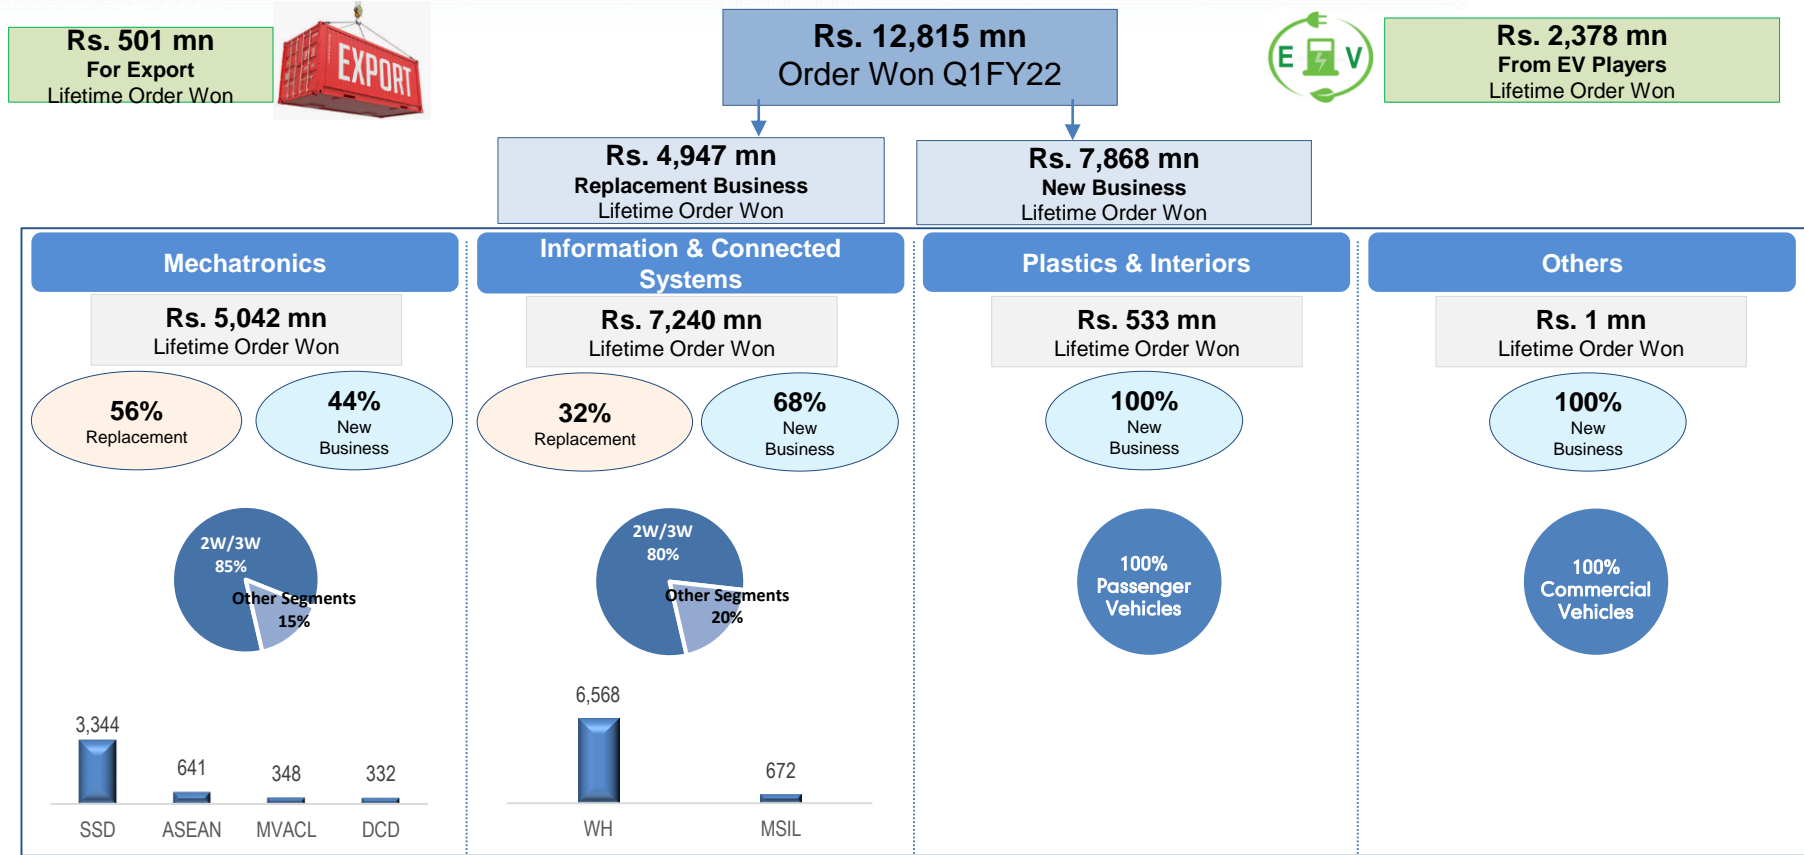 Rs. 501 mn
For Export
Lifetime Order Won
EXPORT
Rs. 12,815 mn
Order Won Q1FY22
E V
Rs. 2,378 mn
From EV Players
Lifetime Order Won
Rs. 4,947 mn
Replacement Business
Lifetime Order Won
Rs. 7,868 mn
New Business
Lifetime Order Won
Mechatronics
Rs. 5,042 mn
Lifetime Order Won
56%
Replacement
44%
New
Business
2W/3W
85%
Other Segments
15%
3,344
641
348
332
SSD
ASEAN
MVACL
DCD
Information & Connected
Systems
Rs. 7,240 mn
Lifetime Order Won
32%
Replacement
68%
New
Business
2W/3W
80%
Other Segments
20%
6,568
672
WH
MSIL
Plastics & Interiors
Rs. 533 mn
Lifetime Order Won
100%
New
Business
100%
Passenger
Vehicles
Others
Rs. 1 mn
Lifetime Order Won
100%
New
Business
100%
Commercial
Vehicles